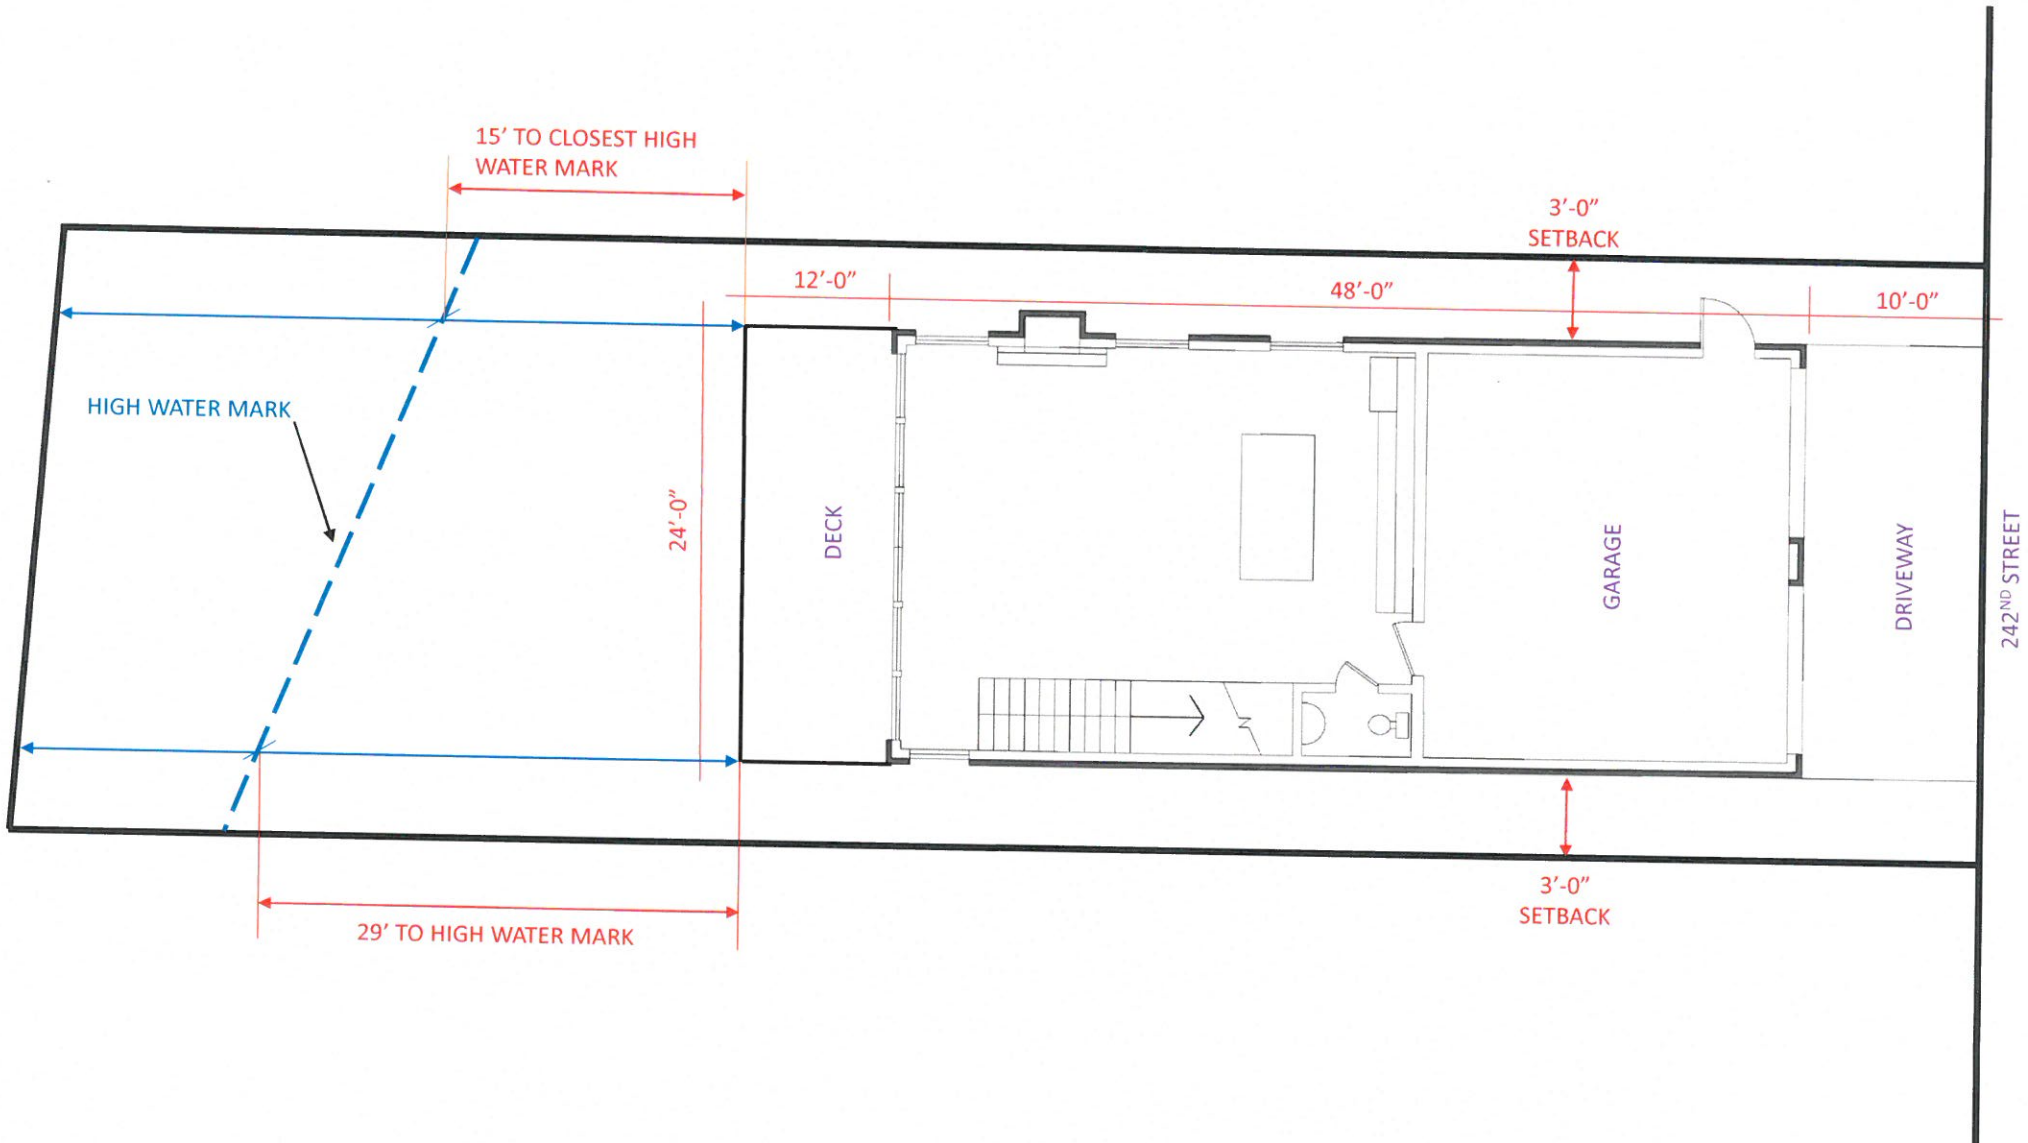 15’ TO CLOSEST HIGH
WATER MARK
3’-0”
SETBACK
12’-0”
48’-0”
10’-0”
HIGH WATER MARK
24’-0”
DECK
GARAGE
DRIVEWAY
242ND STREET
N
3’-0”
SETBACK
29’ TO HIGH WATER MARK